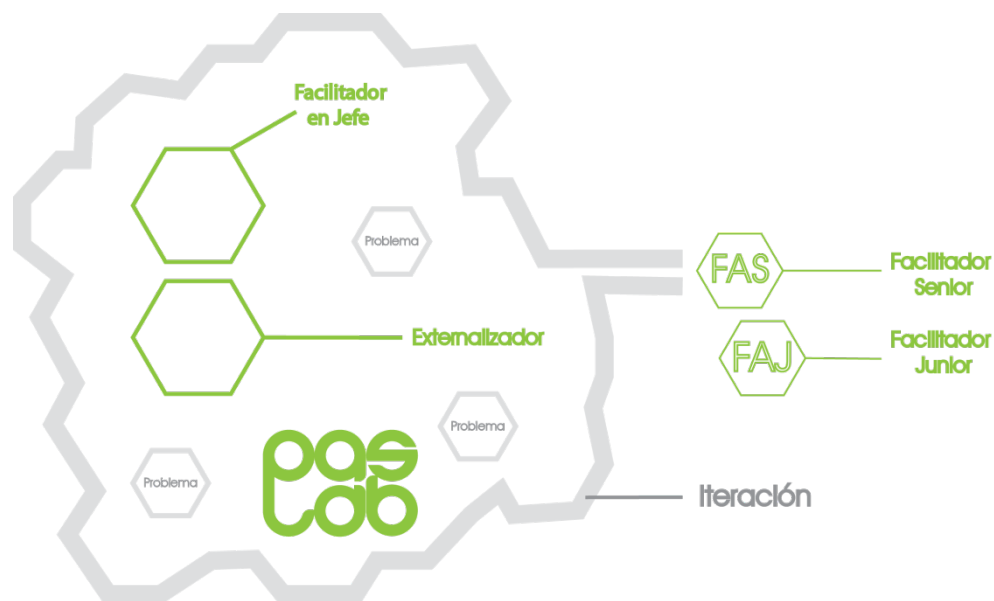 Facilitador
en Jefe
Problema
FAS
Facilitador
Senior
Externalizador
FAJ
Facilitador
Junior
Problema
pas
Lab
Problema
Iteración